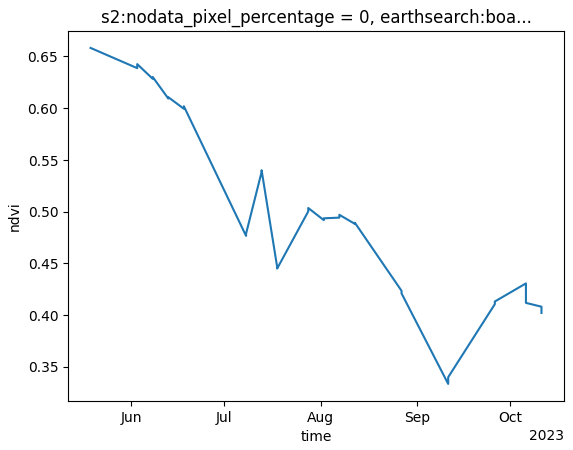 s2:nodata_pixel_percentage = 0, earthsearch:boa...
0.65
0.60
0.55
0.50
0.45
0.40
0.35
ndvi
Jun Jul Aug Sep Oct
time
2023